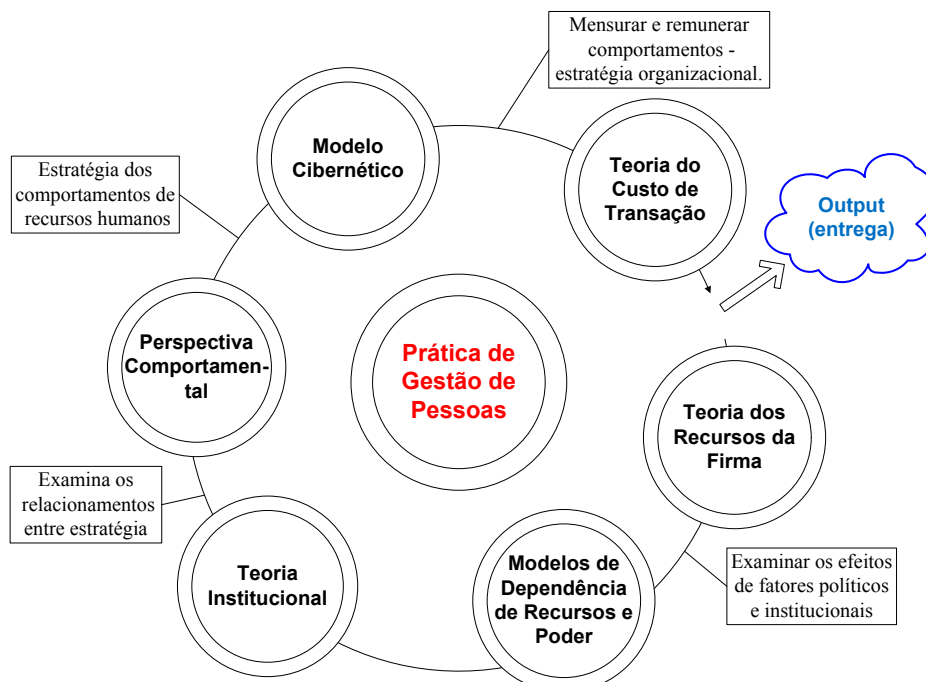 Mensurar e remunerar
comportamentos -
estratégia organizacional.
Modelo
Cibernético
Teoria do
Custo de
Transação
Output
(entrega)
Estratégia dos
comportamentos de
recursos humanos
Perspectiva
Comportamen-
tal
Prática de
Gestão de
Pessoas
Teoria dos
Recursos da
Firma
Examina os
relacionamentos
entre estratégia
Teoria
Institucional
Modelos de
Dependência
de Recursos e
Poder
Examinar os efeitos
de fatores políticos
e institucionais